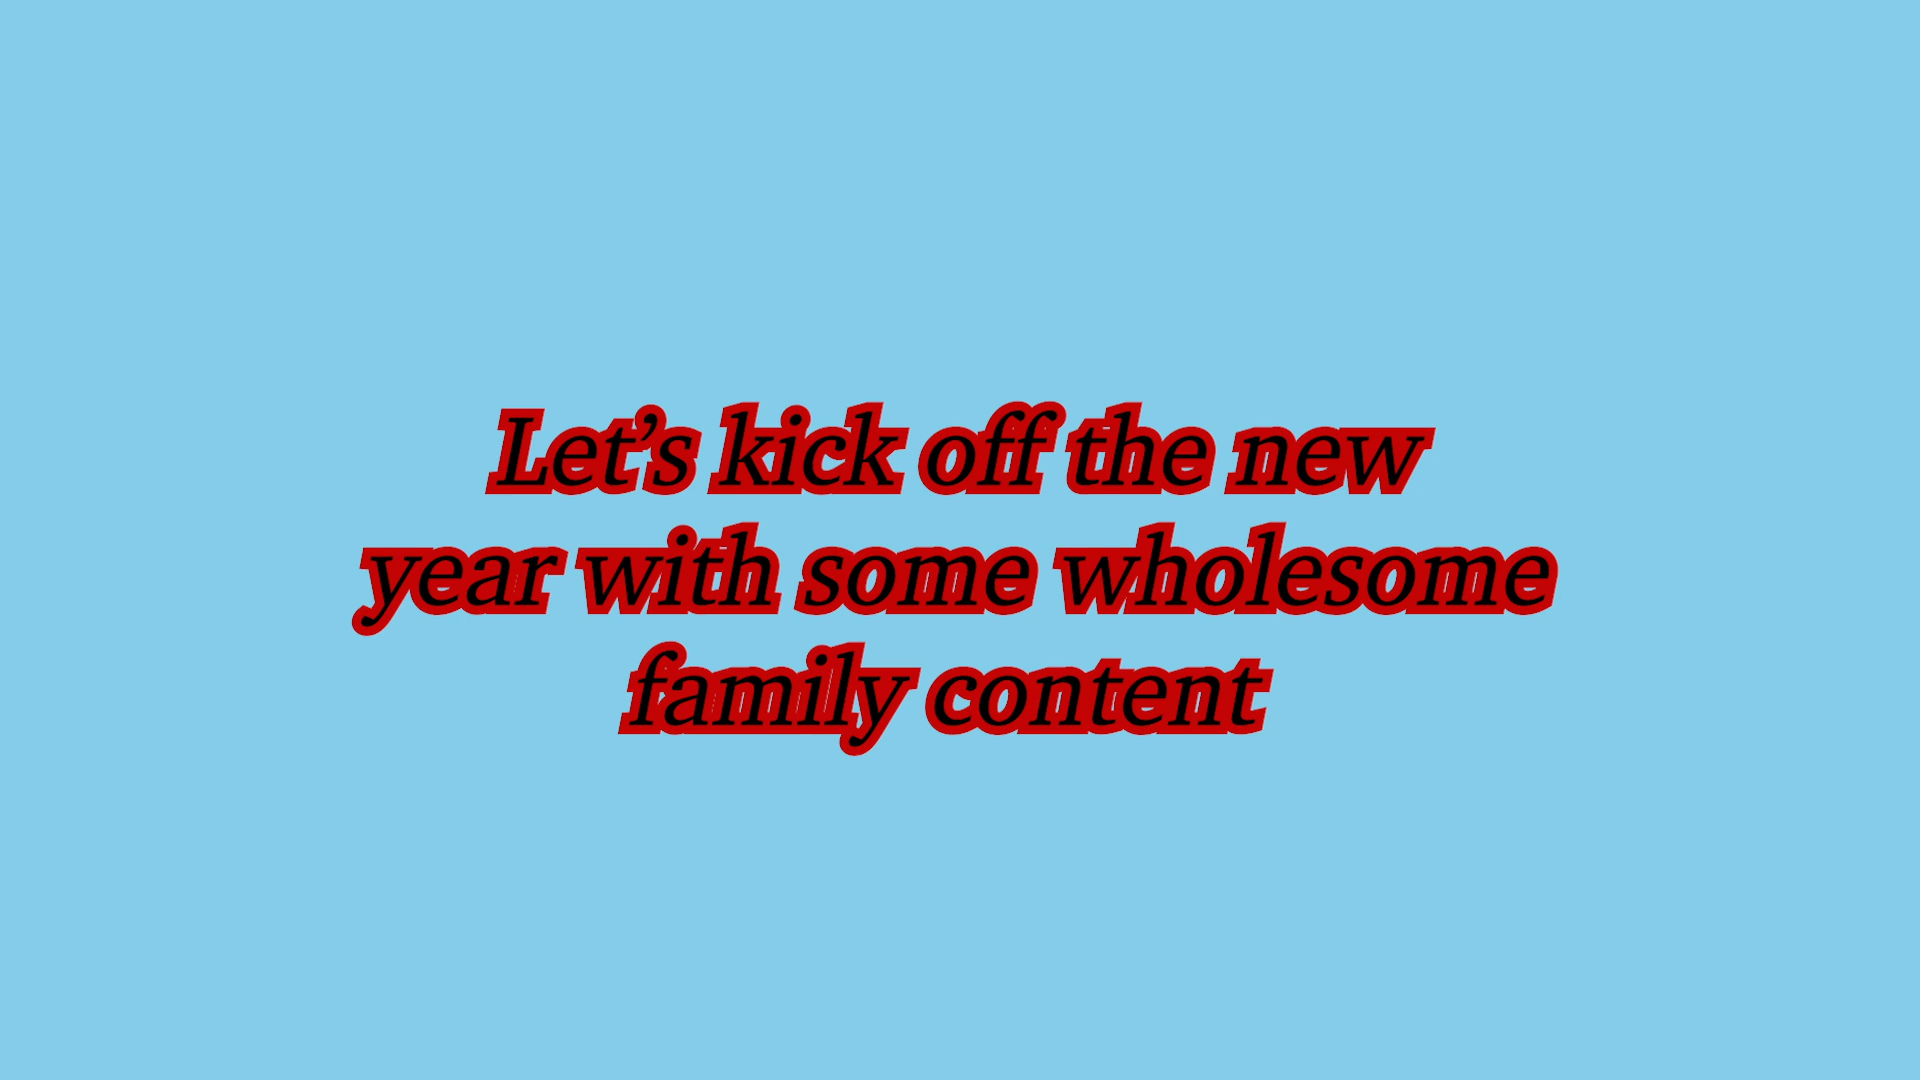 Let’s kick off the new
year with some wholesome
family content